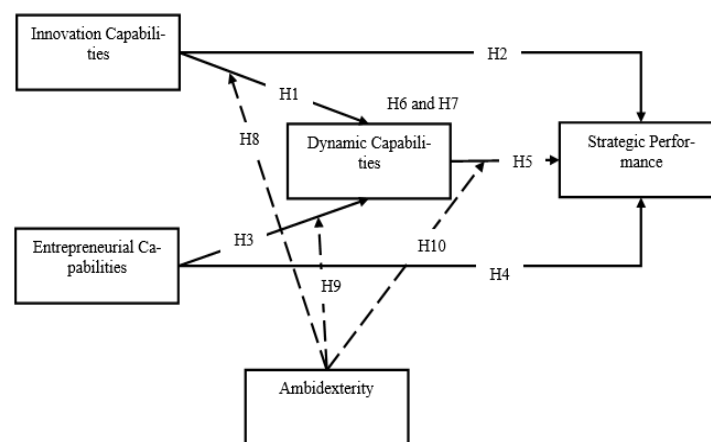 Innovation Capabili-
ties
H2
H1
H6 and H7
H8
Dynamic Capabili-
ties
H5
Strategic Perfor-
mance
Entrepreneurial Ca-
pabilities
H3
H10
H9
H4
Ambidexterity